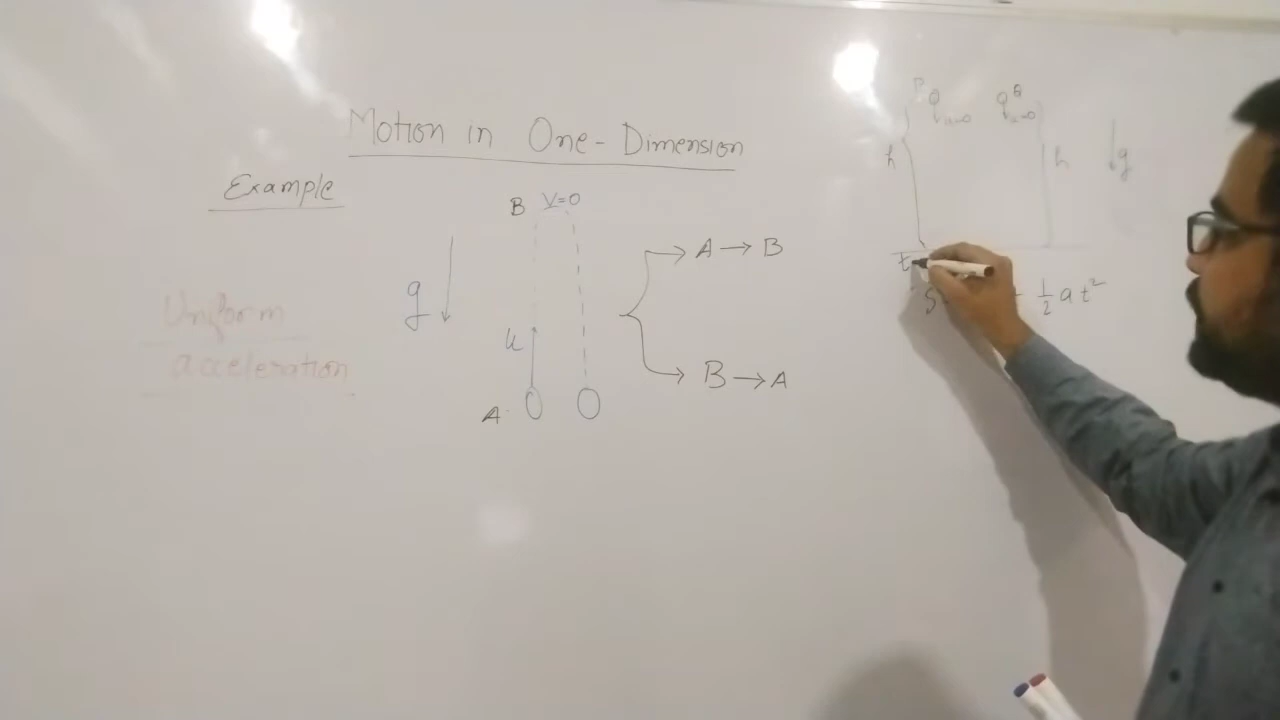 Motion in One-Dimension
Example
B V=0
g
u
A
A → B
B → A
Uniform
acceleration
P
u=0
u=0
h
h
g
t
S
1/2 a t²